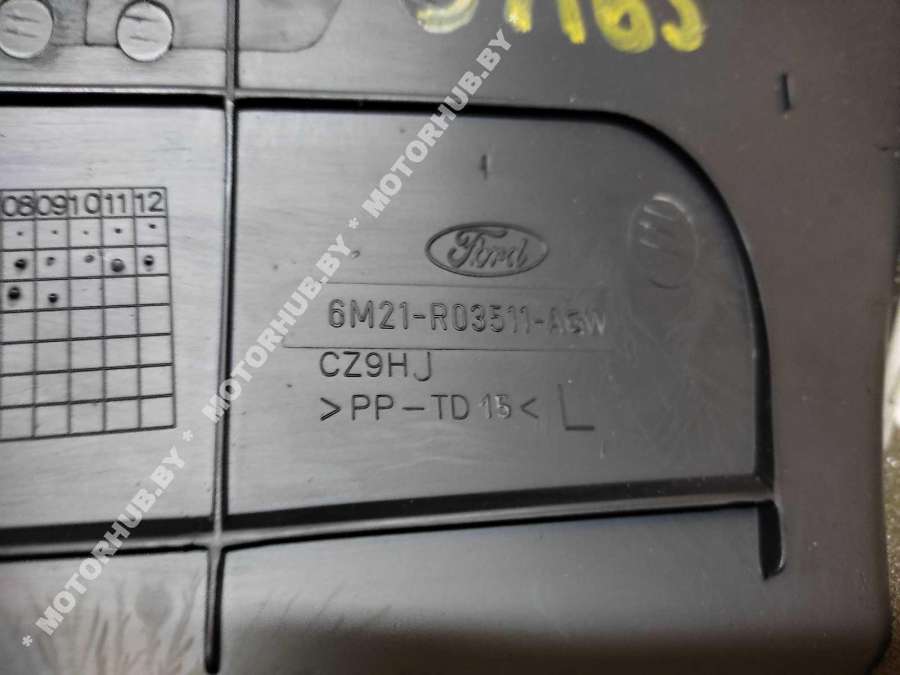 08 09 10 11 12
Ford
6M21-R03511-AGW
CZ9HJ
>PP-TD15< L
* MOTORHUB.BY * MOTORHUB.BY * MOTORHUB.BY * MOTORHUB.BY